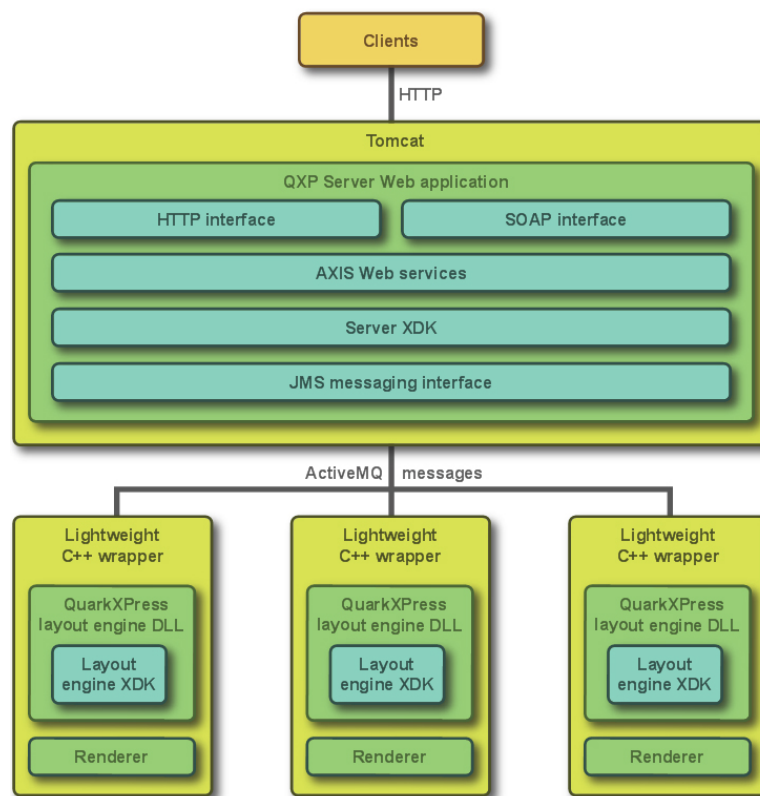 Clients
HTTP
Tomcat
QXP Server Web application
HTTP interface
SOAP interface
AXIS Web services
Server XDK
JMS messaging interface
ActiveMQ messages
Lightweight
C++ wrapper
QuarkXPress
layout engine DLL
Layout
engine XDK
Renderer
Lightweight
C++ wrapper
QuarkXPress
layout engine DLL
Layout
engine XDK
Renderer
Lightweight
C++ wrapper
QuarkXPress
layout engine DLL
Layout
engine XDK
Renderer